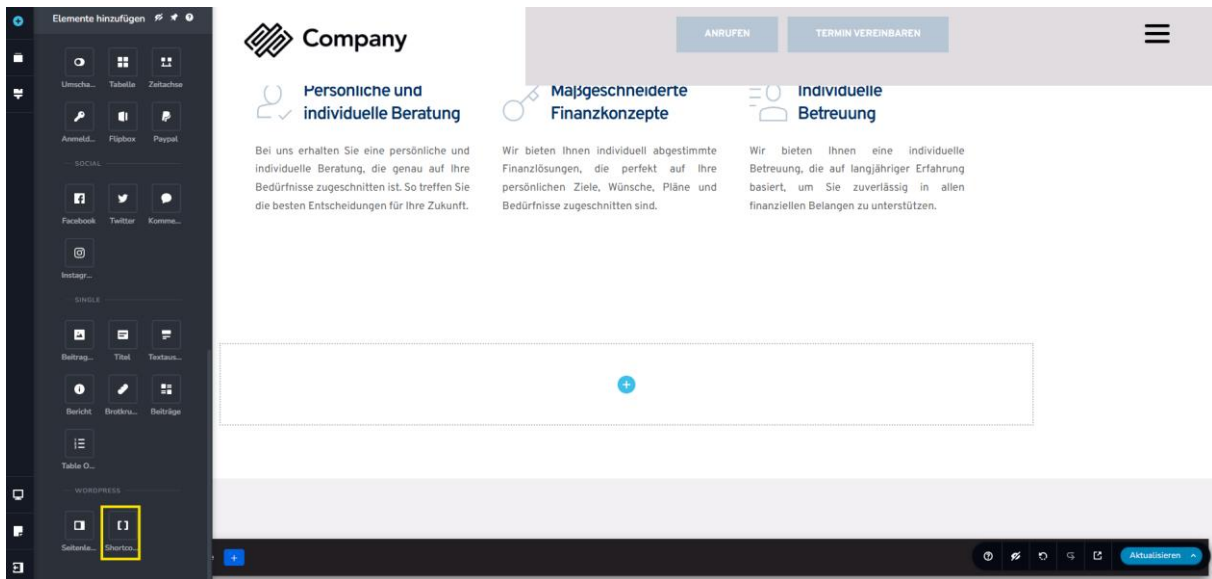 Elemente hinzufügen
Umscha...
Tabelle
Zeitachse
Anmeld...
Flipbox
Paypal
SOCIAL
Facebook
Twitter
Komme...
Instagr...
SINGLE
Beitrag...
Titel
Textaus...
Bericht
Brotkru...
Beiträge
Table O...
WORDPRESS
Seitenle...
Shortco...
Company
ANRUFEN
TERMIN VEREINBAREN
Persönliche und
individuelle Beratung
Bei uns erhalten Sie eine persönliche und
individuelle Beratung, die genau auf Ihre
Bedürfnisse zugeschnitten ist. So treffen Sie
die besten Entscheidungen für Ihre Zukunft.
Maßgeschneiderte
Finanzkonzepte
Wir bieten Ihnen individuell abgestimmte
Finanzlösungen, die perfekt auf Ihre
persönlichen Ziele, Wünsche, Pläne und
Bedürfnisse zugeschnitten sind.
Individuelle
Betreuung
Wir bieten Ihnen eine individuelle
Betreuung, die auf langjähriger Erfahrung
basiert, um Sie zuverlässig in allen
finanziellen Belangen zu unterstützen.
Aktualisieren